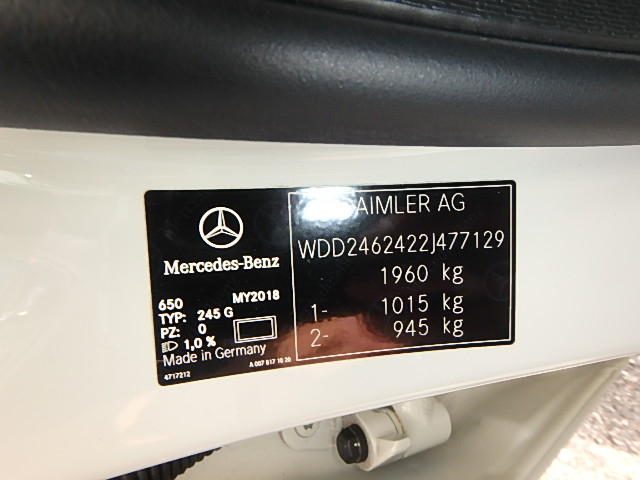 Mercedes-Benz
650 MY2018
TYP: 245 G
PZ: 0
1,0 %
Made in Germany
4717212 A 007 817 10 20
DAIMLER AG
WDD2462422J477129
1960 kg
1- 1015 kg
2- 945 kg